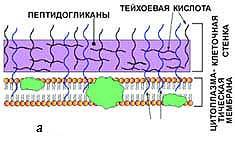 ПЕПТИДОГЛИКАНЫ
ТЕЙХОЕВАЯ КИСЛОТА
КЛЕТОЧНАЯ
СТЕНКА
ЦИТОПЛАЗМА-
ТИЧЕСКАЯ
МЕМБРАНА
а